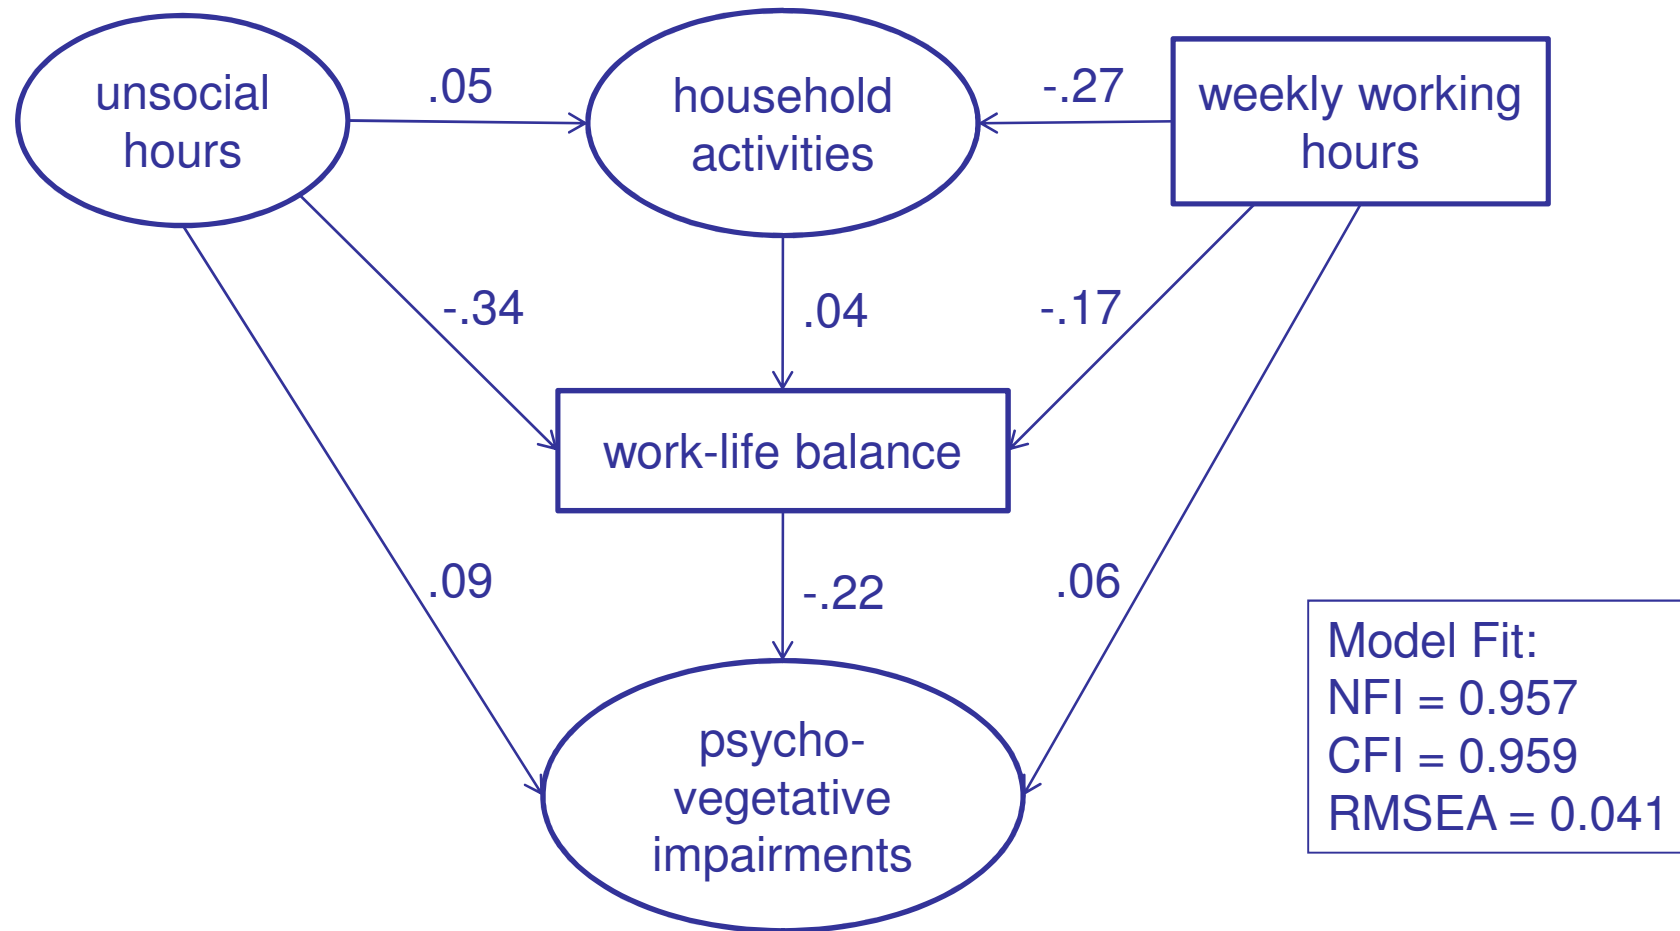 unsocial
hours
.05
household
activities
-.27
weekly working
hours
-.34
.04
-.17
work-life balance
.09
-.22
.06
psycho-
vegetative
impairments
Model Fit:
NFI = 0.957
CFI = 0.959
RMSEA = 0.041